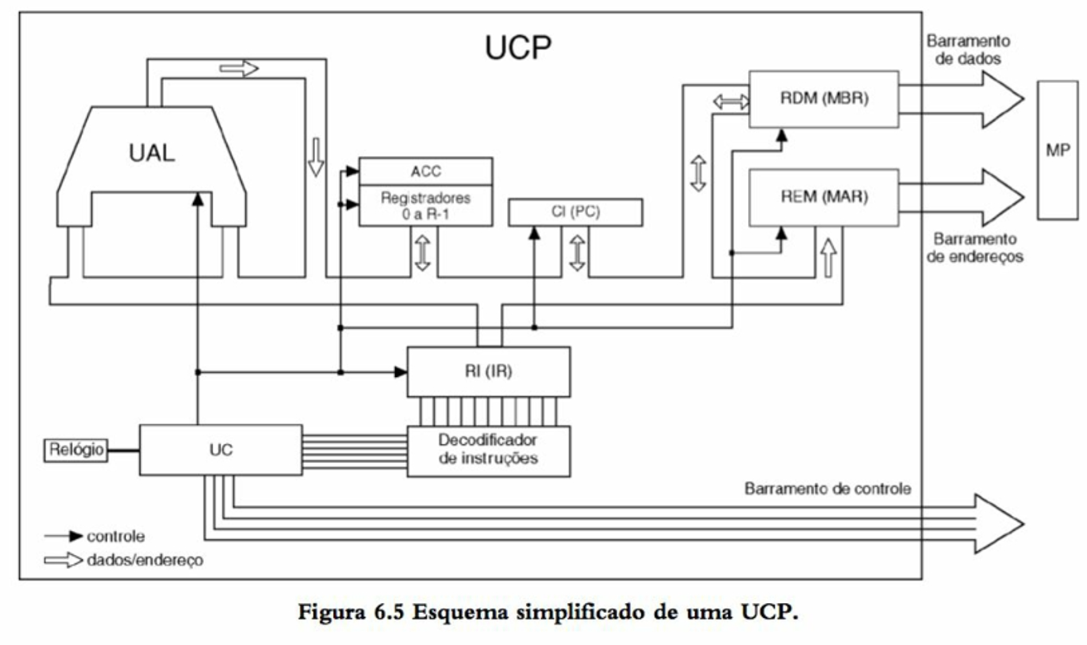 UCP
Barramento
de dados
RDM (MBR)
MP
UAL
ACC
Registradores
0 a R-1
CI (PC)
REM (MAR)
Barramento
de endereços
RI (IR)
Relógio
UC
Decodificador
de instruções
Barramento de controle
controle
dados/endereço
Figura 6.5 Esquema simplificado de uma UCP.